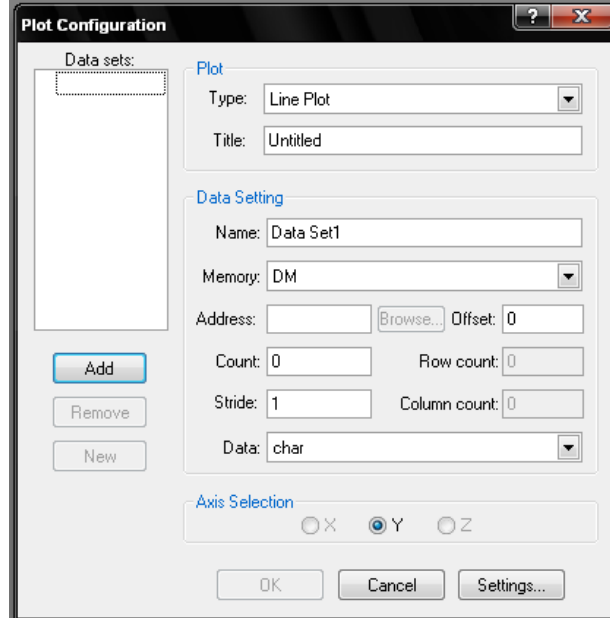 Plot Configuration
?
X
Data sets:
Plot
Type: Line Plot
Title: Untitled
Data Setting
Name: Data Set1
Memory: DM
Address: Browse... Offset: 0
Count: 0 Row count: 0
Stride: 1 Column count: 0
Data: char
Add
Remove
New
Axis Selection
X Y Z
OK Cancel Settings...